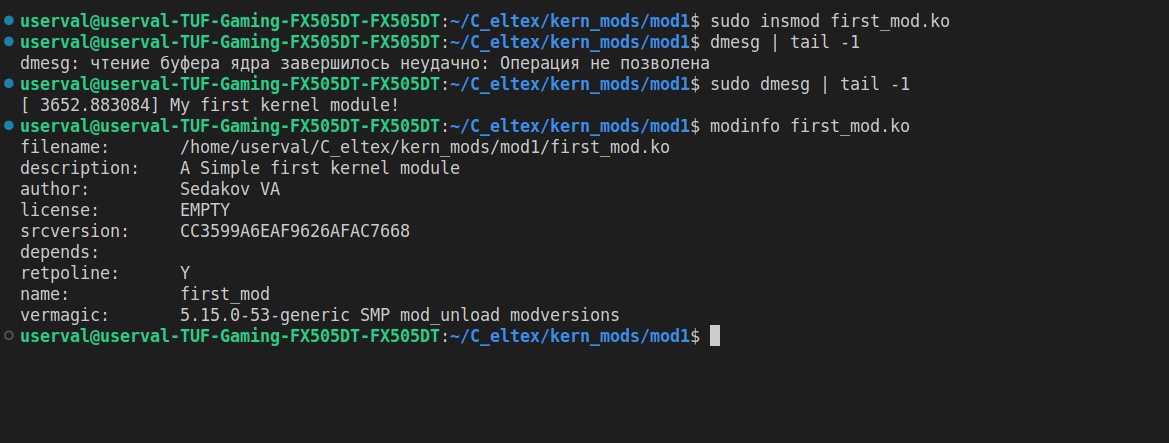 userval@userval-TUF-Gaming-FX505DT-FX505DT:~/C_eltex/kern_mods/mod1$ sudo insmod first_mod.ko
userval@userval-TUF-Gaming-FX505DT-FX505DT:~/C_eltex/kern_mods/mod1$ dmesg | tail -1
dmesg: чтение буфера ядра завершилось неудачно: Операция не позволена
userval@userval-TUF-Gaming-FX505DT-FX505DT:~/C_eltex/kern_mods/mod1$ sudo dmesg | tail -1
[ 3652.883084] My first kernel module!
userval@userval-TUF-Gaming-FX505DT-FX505DT:~/C_eltex/kern_mods/mod1$ modinfo first_mod.ko
filename:       /home/userval/C_eltex/kern_mods/mod1/first_mod.ko
description:    A Simple first kernel module
author:         Sedakov VA
license:        EMPTY
srcversion:     CC3599A6EAF9626AFAC7668
depends:
retpoline:      Y
name:           first_mod
vermagic:       5.15.0-53-generic SMP mod_unload modversions
userval@userval-TUF-Gaming-FX505DT-FX505DT:~/C_eltex/kern_mods/mod1$